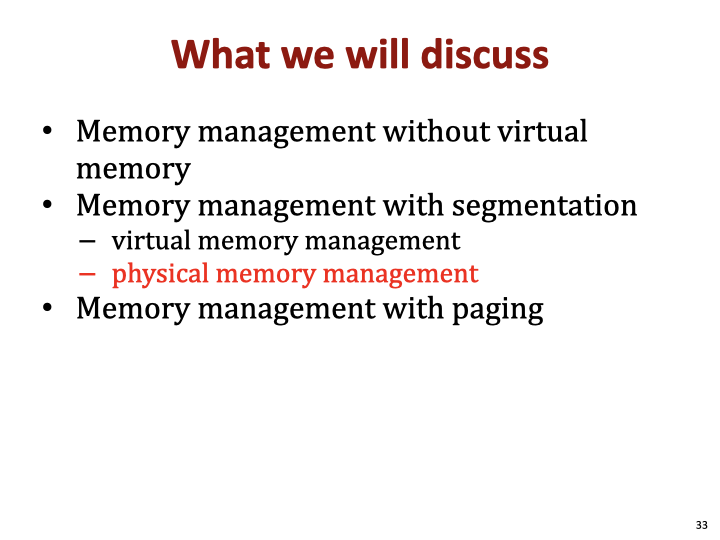 What we will discuss
• Memory management without virtual
memory
• Memory management with segmentation
– virtual memory management
– physical memory management
• Memory management with paging
33